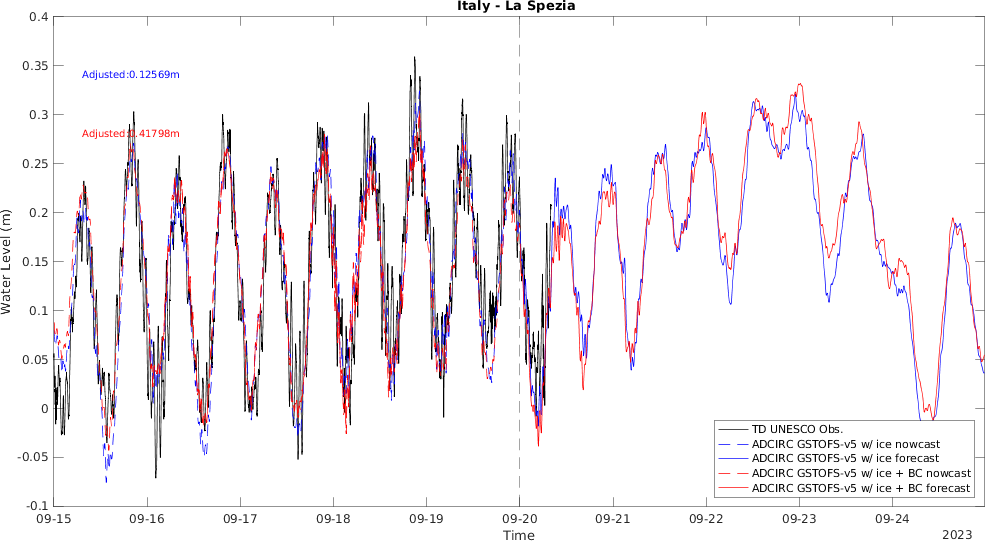 Italy - La Spezia
0.4
0.35
0.3
0.25
0.2
0.15
0.1
0.05
0
-0.05
-0.1
Water Level (m)
Adjusted:0.12569m
Adjusted:0.41798m
TD UNESCO Obs.
ADCIRC GSTOFS-v5 w/ ice nowcast
ADCIRC GSTOFS-v5 w/ ice forecast
ADCIRC GSTOFS-v5 w/ ice + BC nowcast
ADCIRC GSTOFS-v5 w/ ice + BC forecast
09-15 09-16 09-17 09-18 09-19 09-20 09-21 09-22 09-23 09-24
Time
2023